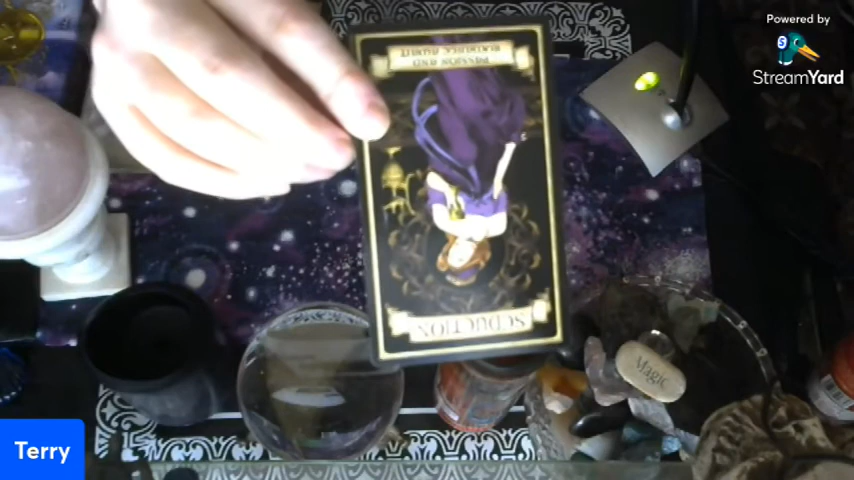 Powered by
StreamYard
PASSION AND
SEDUCTION
Magic
Terry